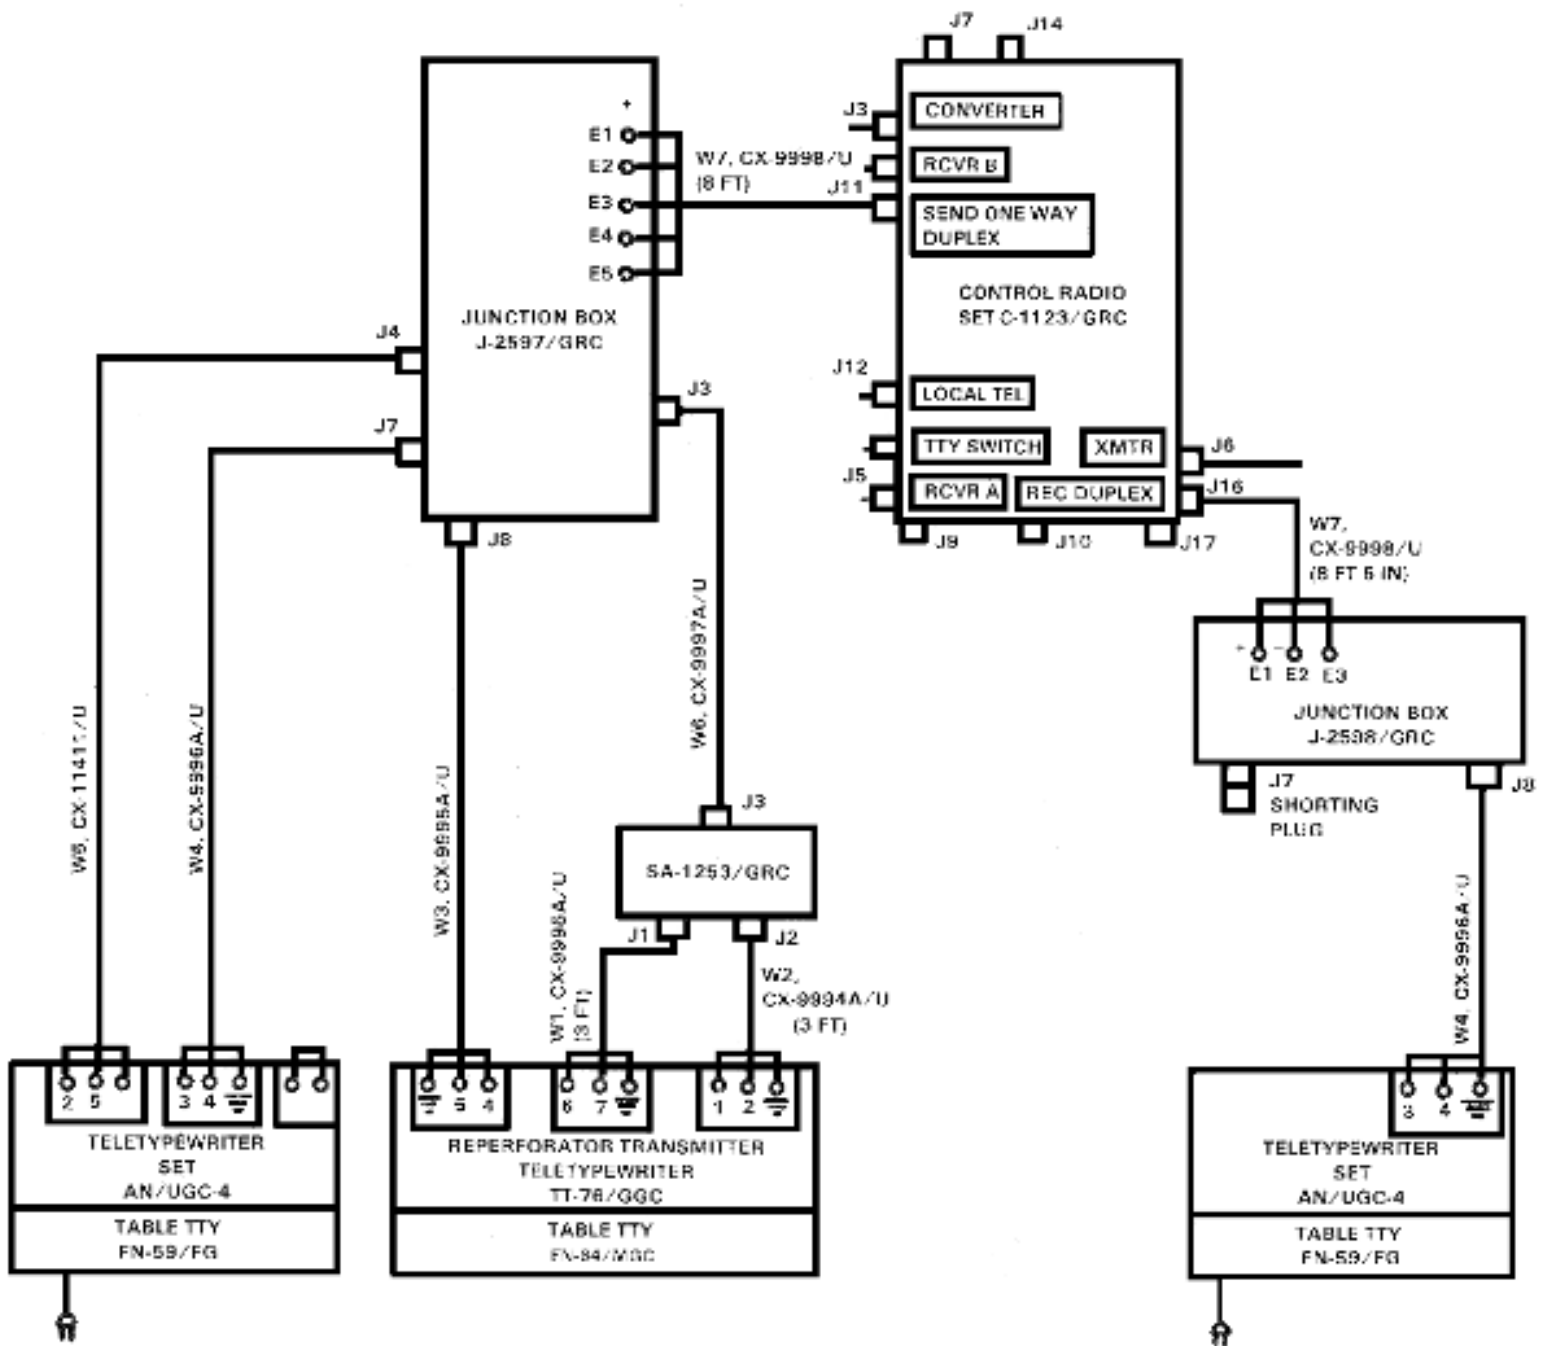 J7
J14
J3
CONVERTER
+
E1
E2
E3
E4
E5
W7, CX-9998/U
(8 FT)
RCVR B
J11
SEND ONE WAY
DUPLEX
CONTROL RADIO
SET C-1123/GRC
JUNCTION BOX
J-2597/GRC
J4
J7
J3
J8
J12
LOCAL TEL
TTY SWITCH
XMTR
J6
J5
RCVR A
REC DUPLEX
J16
J9
J10
J17
W7,
CX-9998/U
(8 FT 5 IN)
+
−
E1
E2
E3
JUNCTION BOX
J-2598/GRC
J7
SHORTING
PLUG
J8
W5, CX-11411/U
W4, CX-9996A/U
W3, CX-9995A/U
W6, CX-9997A/U
J3
SA-1253/GRC
J1
J2
W1, CX-9996A/U
(3 FT)
W2,
CX-9994A/U
(3 FT)
W4, CX-9996A/U
2 5
3 4
TELETYPEWRITER
SET
AN/UGC-4
TABLE TTY
FN-59/FG
5 4
6 7
1 2
REPERFORATOR TRANSMITTER
TELETYPEWRITER
TT-76/GGC
TABLE TTY
FN-64/MGC
3 4
TELETYPEWRITER
SET
AN/UGC-4
TABLE TTY
FN-59/FG